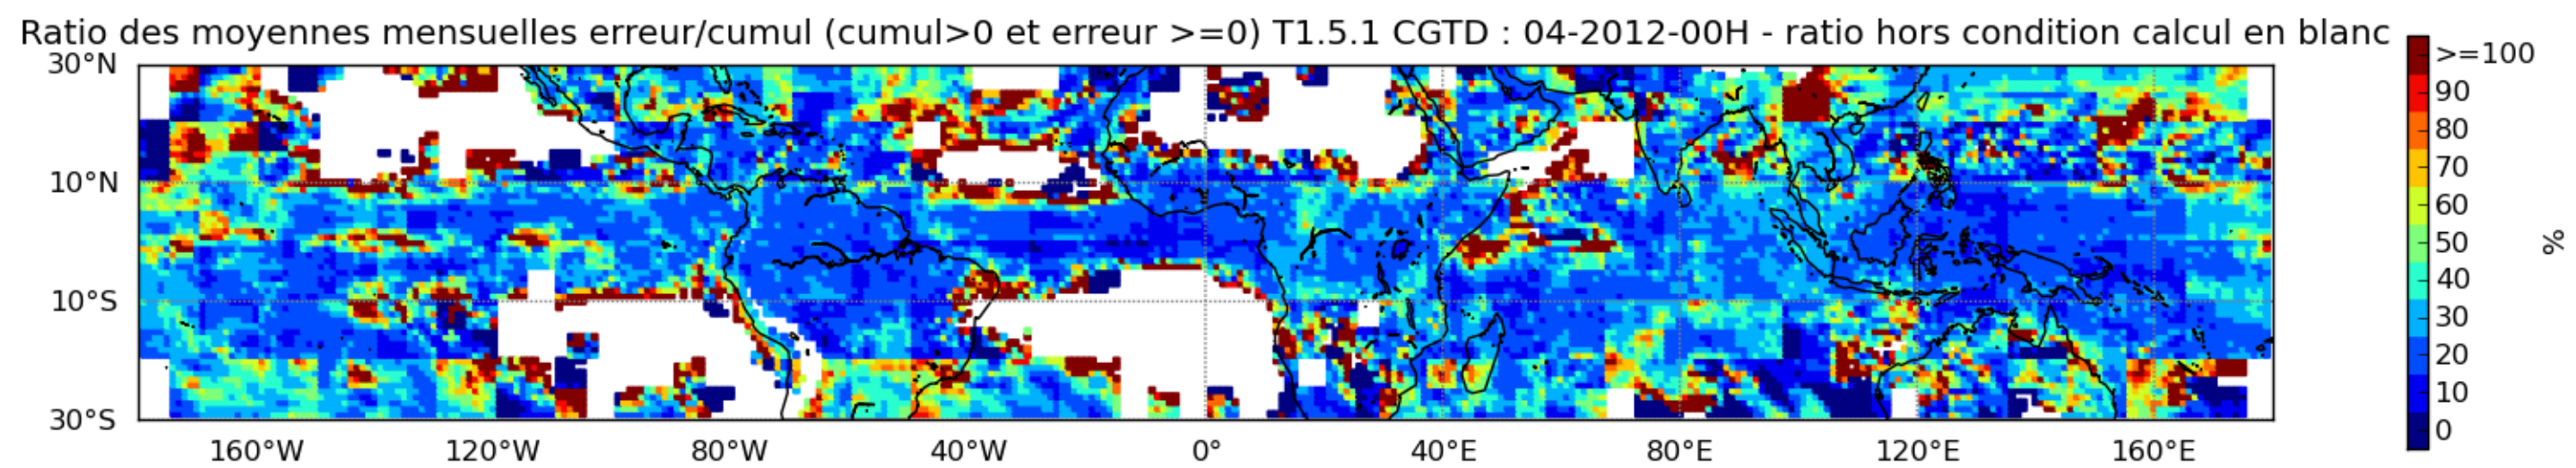 Ratio des moyennes mensuelles erreur/cumul (cumul>0 et erreur >=0) T1.5.1 CGTD : 04-2012-00H - ratio hors condition calcul en blanc
30°N
10°N
10°S
30°S
160°W 120°W 80°W 40°W 0° 40°E 80°E 120°E 160°E
>=100
90
80
70
60
50
40
30
20
10
0
%